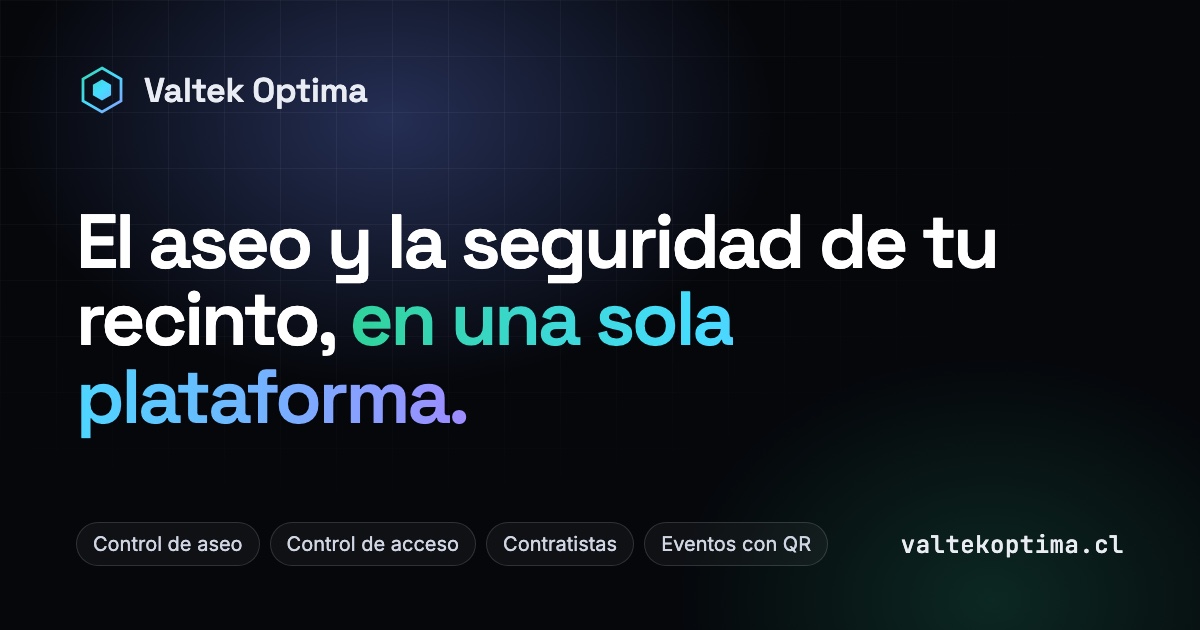 Valtek Optima
El aseo y la seguridad de tu
recinto, en una sola
plataforma.
Control de aseo
Control de acceso
Contratistas
Eventos con QR
valtekoptima.cl